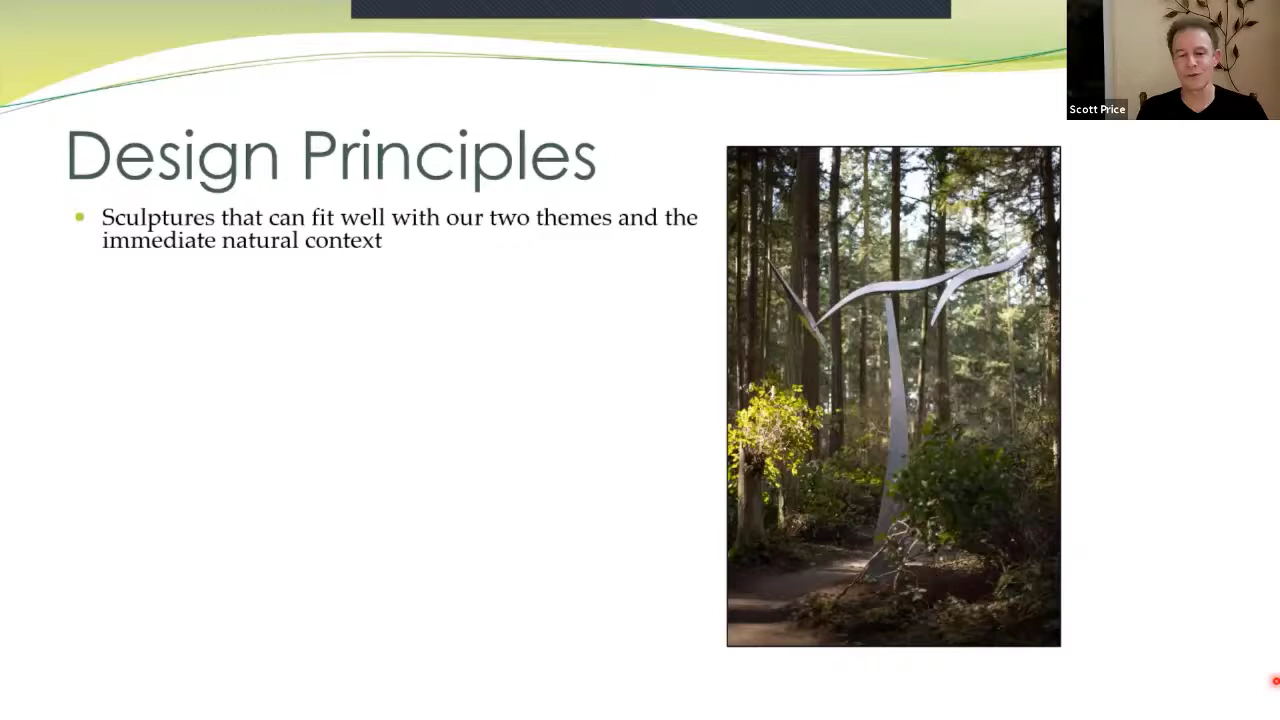 Scott Price
Design Principles
Sculptures that can fit well with our two themes and the
immediate natural context